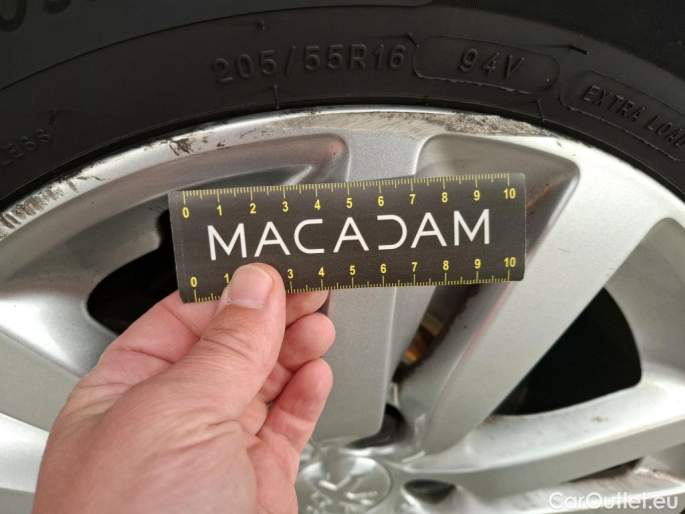 205/55R16 94V EXTRA LOAD
LESS
0 1 2 3 4 5 6 7 8 9 10
MACADAM
0 1 3 4 5 6 7 8 9 10
CarOutlet.eu